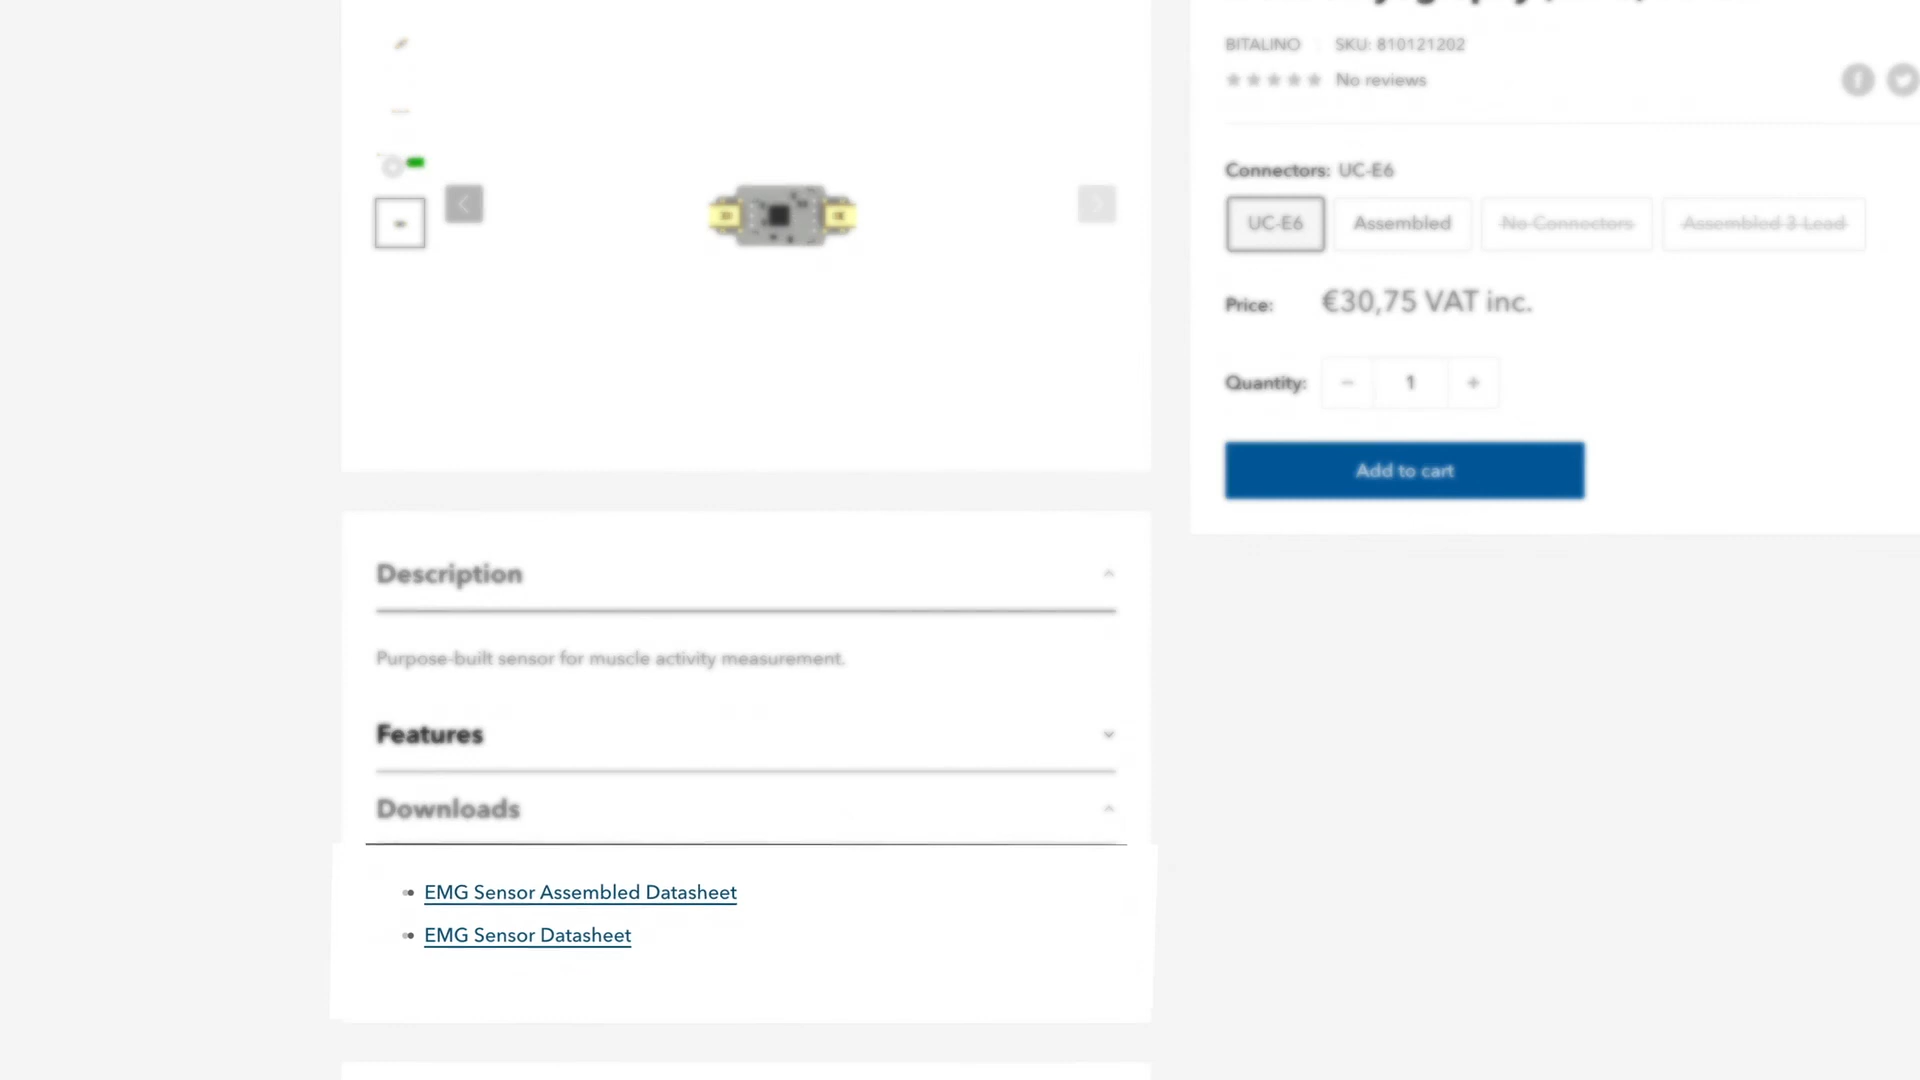 BITALINO SKU: 810121202
No reviews
Connectors: UC-E6
UC-E6 Assembled No Connectors Assembled 3 Lead
Price: €30,75 VAT inc.
Quantity: − 1 +
Add to cart
Description
Purpose-built sensor for muscle activity measurement.
Features
Downloads
EMG Sensor Assembled Datasheet
EMG Sensor Datasheet